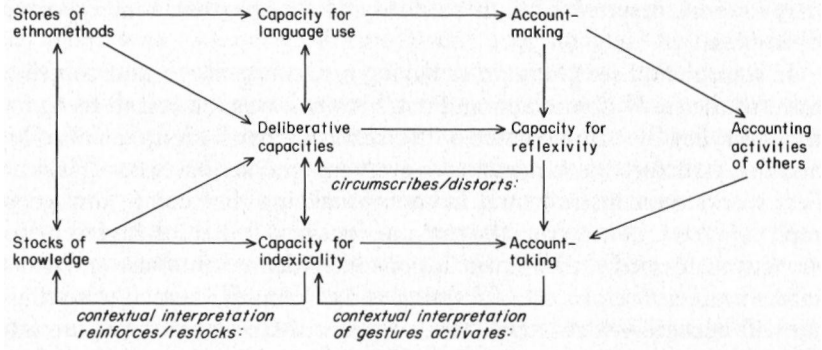 Stores of
ethnomethods
Capacity for
language use
Account-
making
Deliberative
capacities
Capacity for
reflexivity
Accounting
activities
of others
circumscribes/distorts:
Stocks of
knowledge
Capacity for
indexicality
Account-
taking
contextual interpretation
reinforces/restocks:
contextual interpretation
of gestures activates: